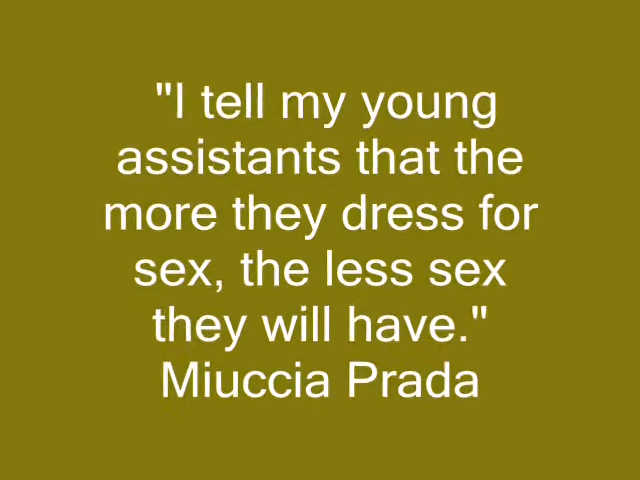 "I tell my young
assistants that the
more they dress for
sex, the less sex
they will have."
Miuccia Prada